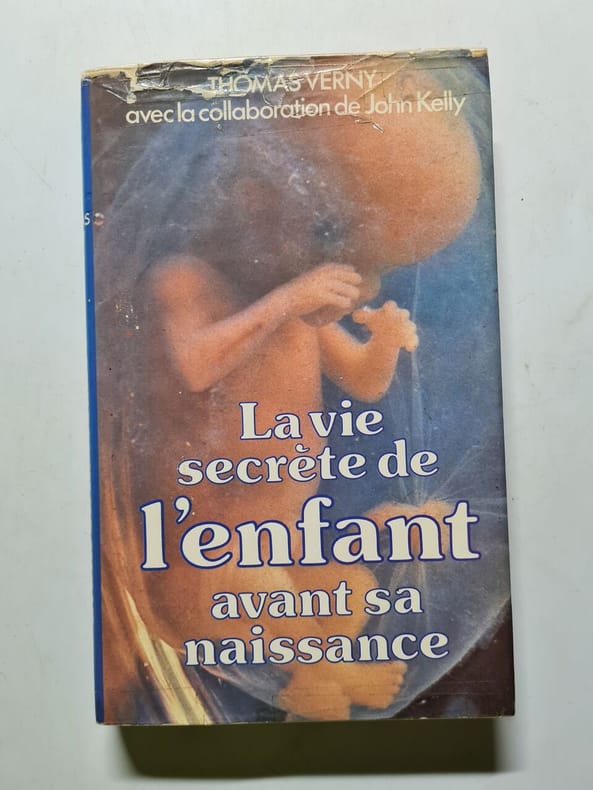 THOMAS VERNY
avec la collaboration de John Kelly
La vie
secrète de
l'enfant
avant sa
naissance
S